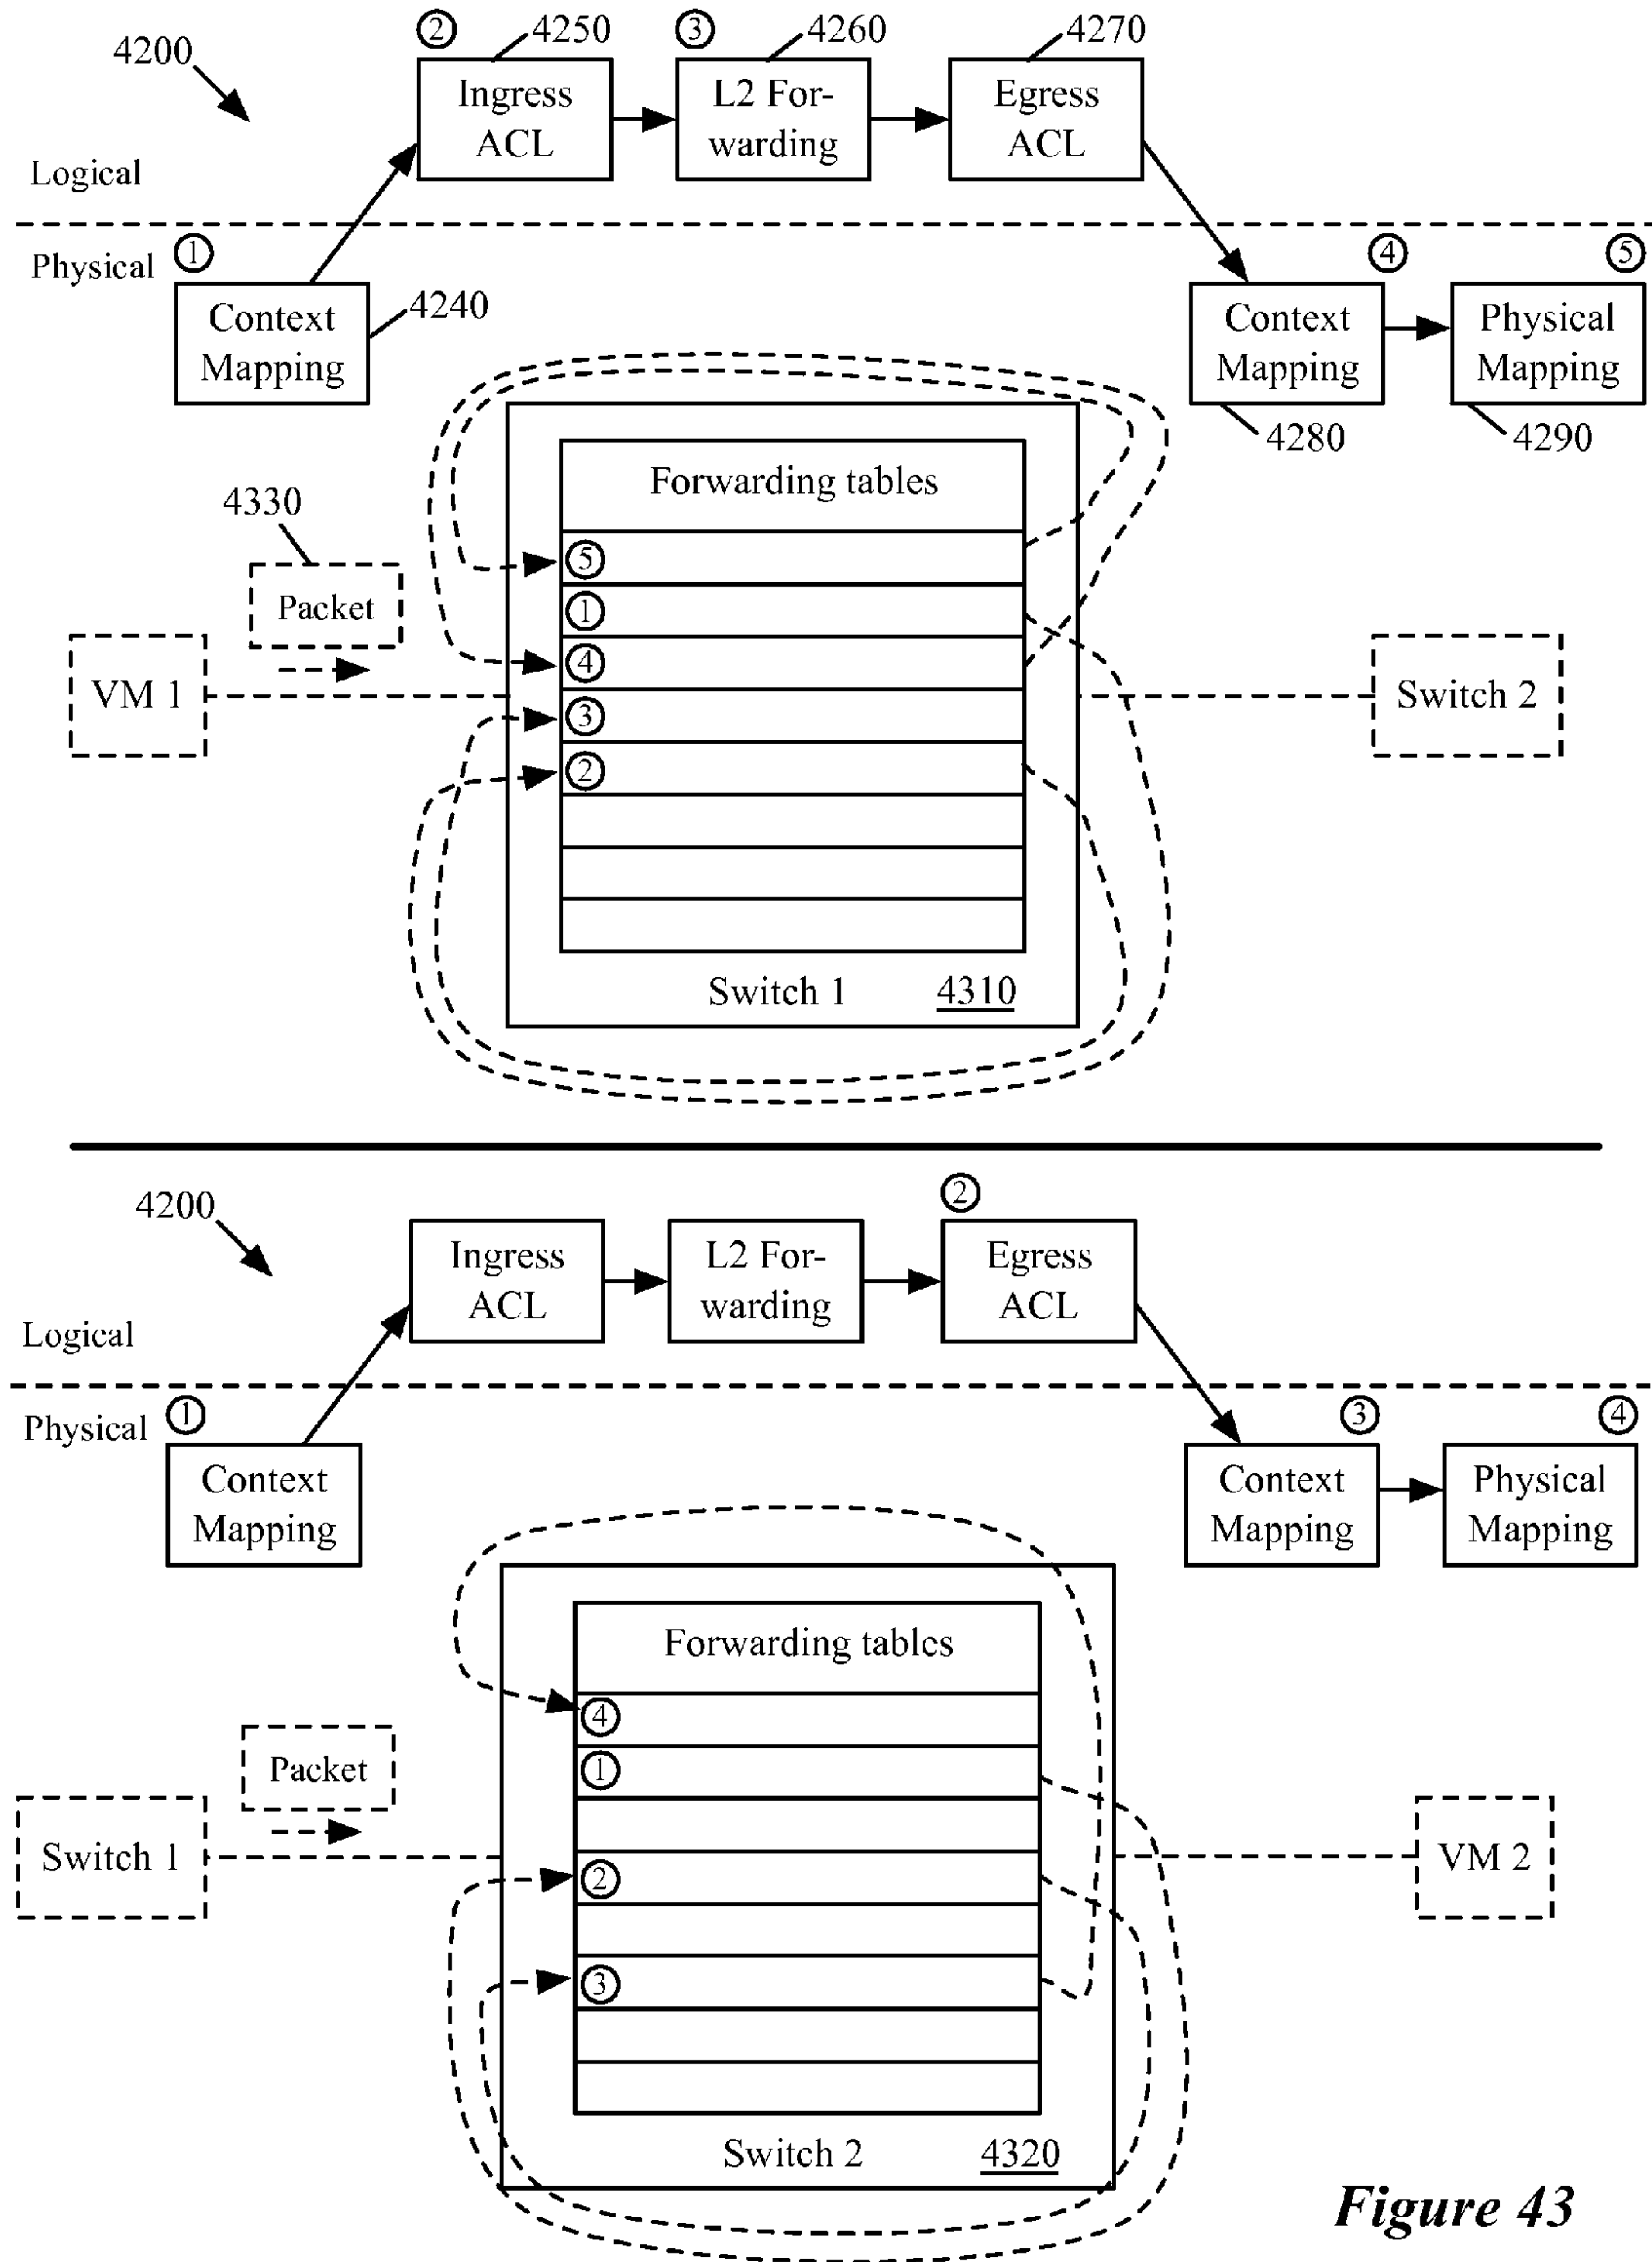 ② 4250 ③ 4260 4270
4200
Ingress
ACL
L2 For-
warding
Egress
ACL
Logical
Physical ① ④ ⑤
Context
Mapping
4240
Context
Mapping
Physical
Mapping
4280 4290
Forwarding tables
4330
Packet
⑤
①
④
③
②
VM 1
Switch 2
Switch 1 4310
4200
②
Ingress
ACL
L2 For-
warding
Egress
ACL
Logical
Physical ① ③ ④
Context
Mapping
Context
Mapping
Physical
Mapping
Forwarding tables
Packet
④
①
②
③
Switch 1
VM 2
Switch 2 4320
Figure 43